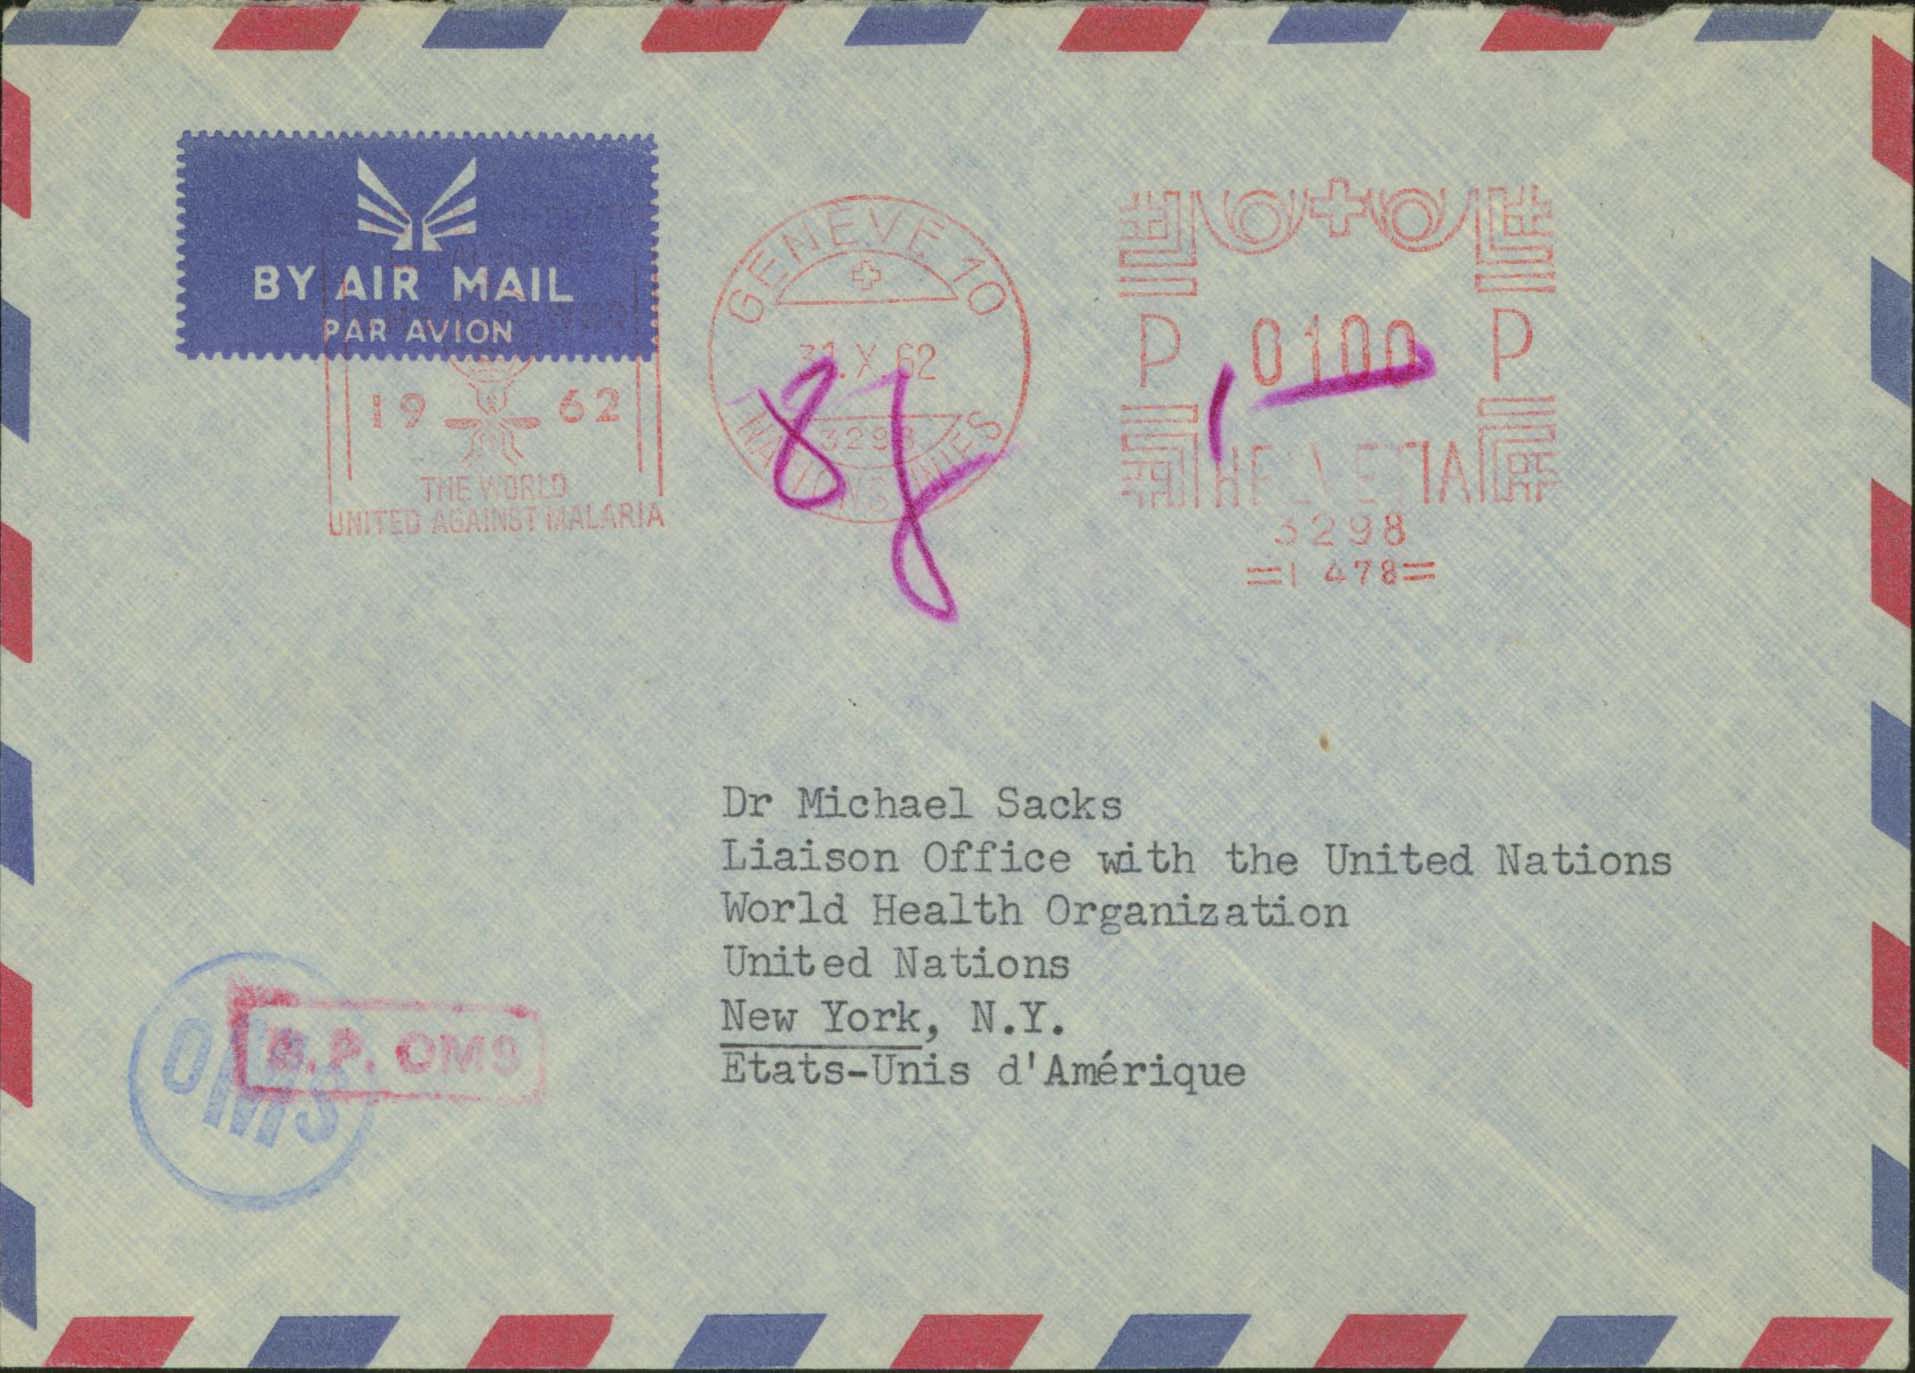 BY AIR MAIL
PAR AVION
19 62
THE WORLD
UNITED AGAINST MALARIA
GENEVE 10
31.X.62
3298
NATIONS UNIES
8g
P 0100 P
1
HELVETIA
3298
=1 478=
Dr Michael Sacks
Liaison Office with the United Nations
World Health Organization
United Nations
New York, N.Y.
Etats-Unis d'Amérique
OMS
B.P. OMS